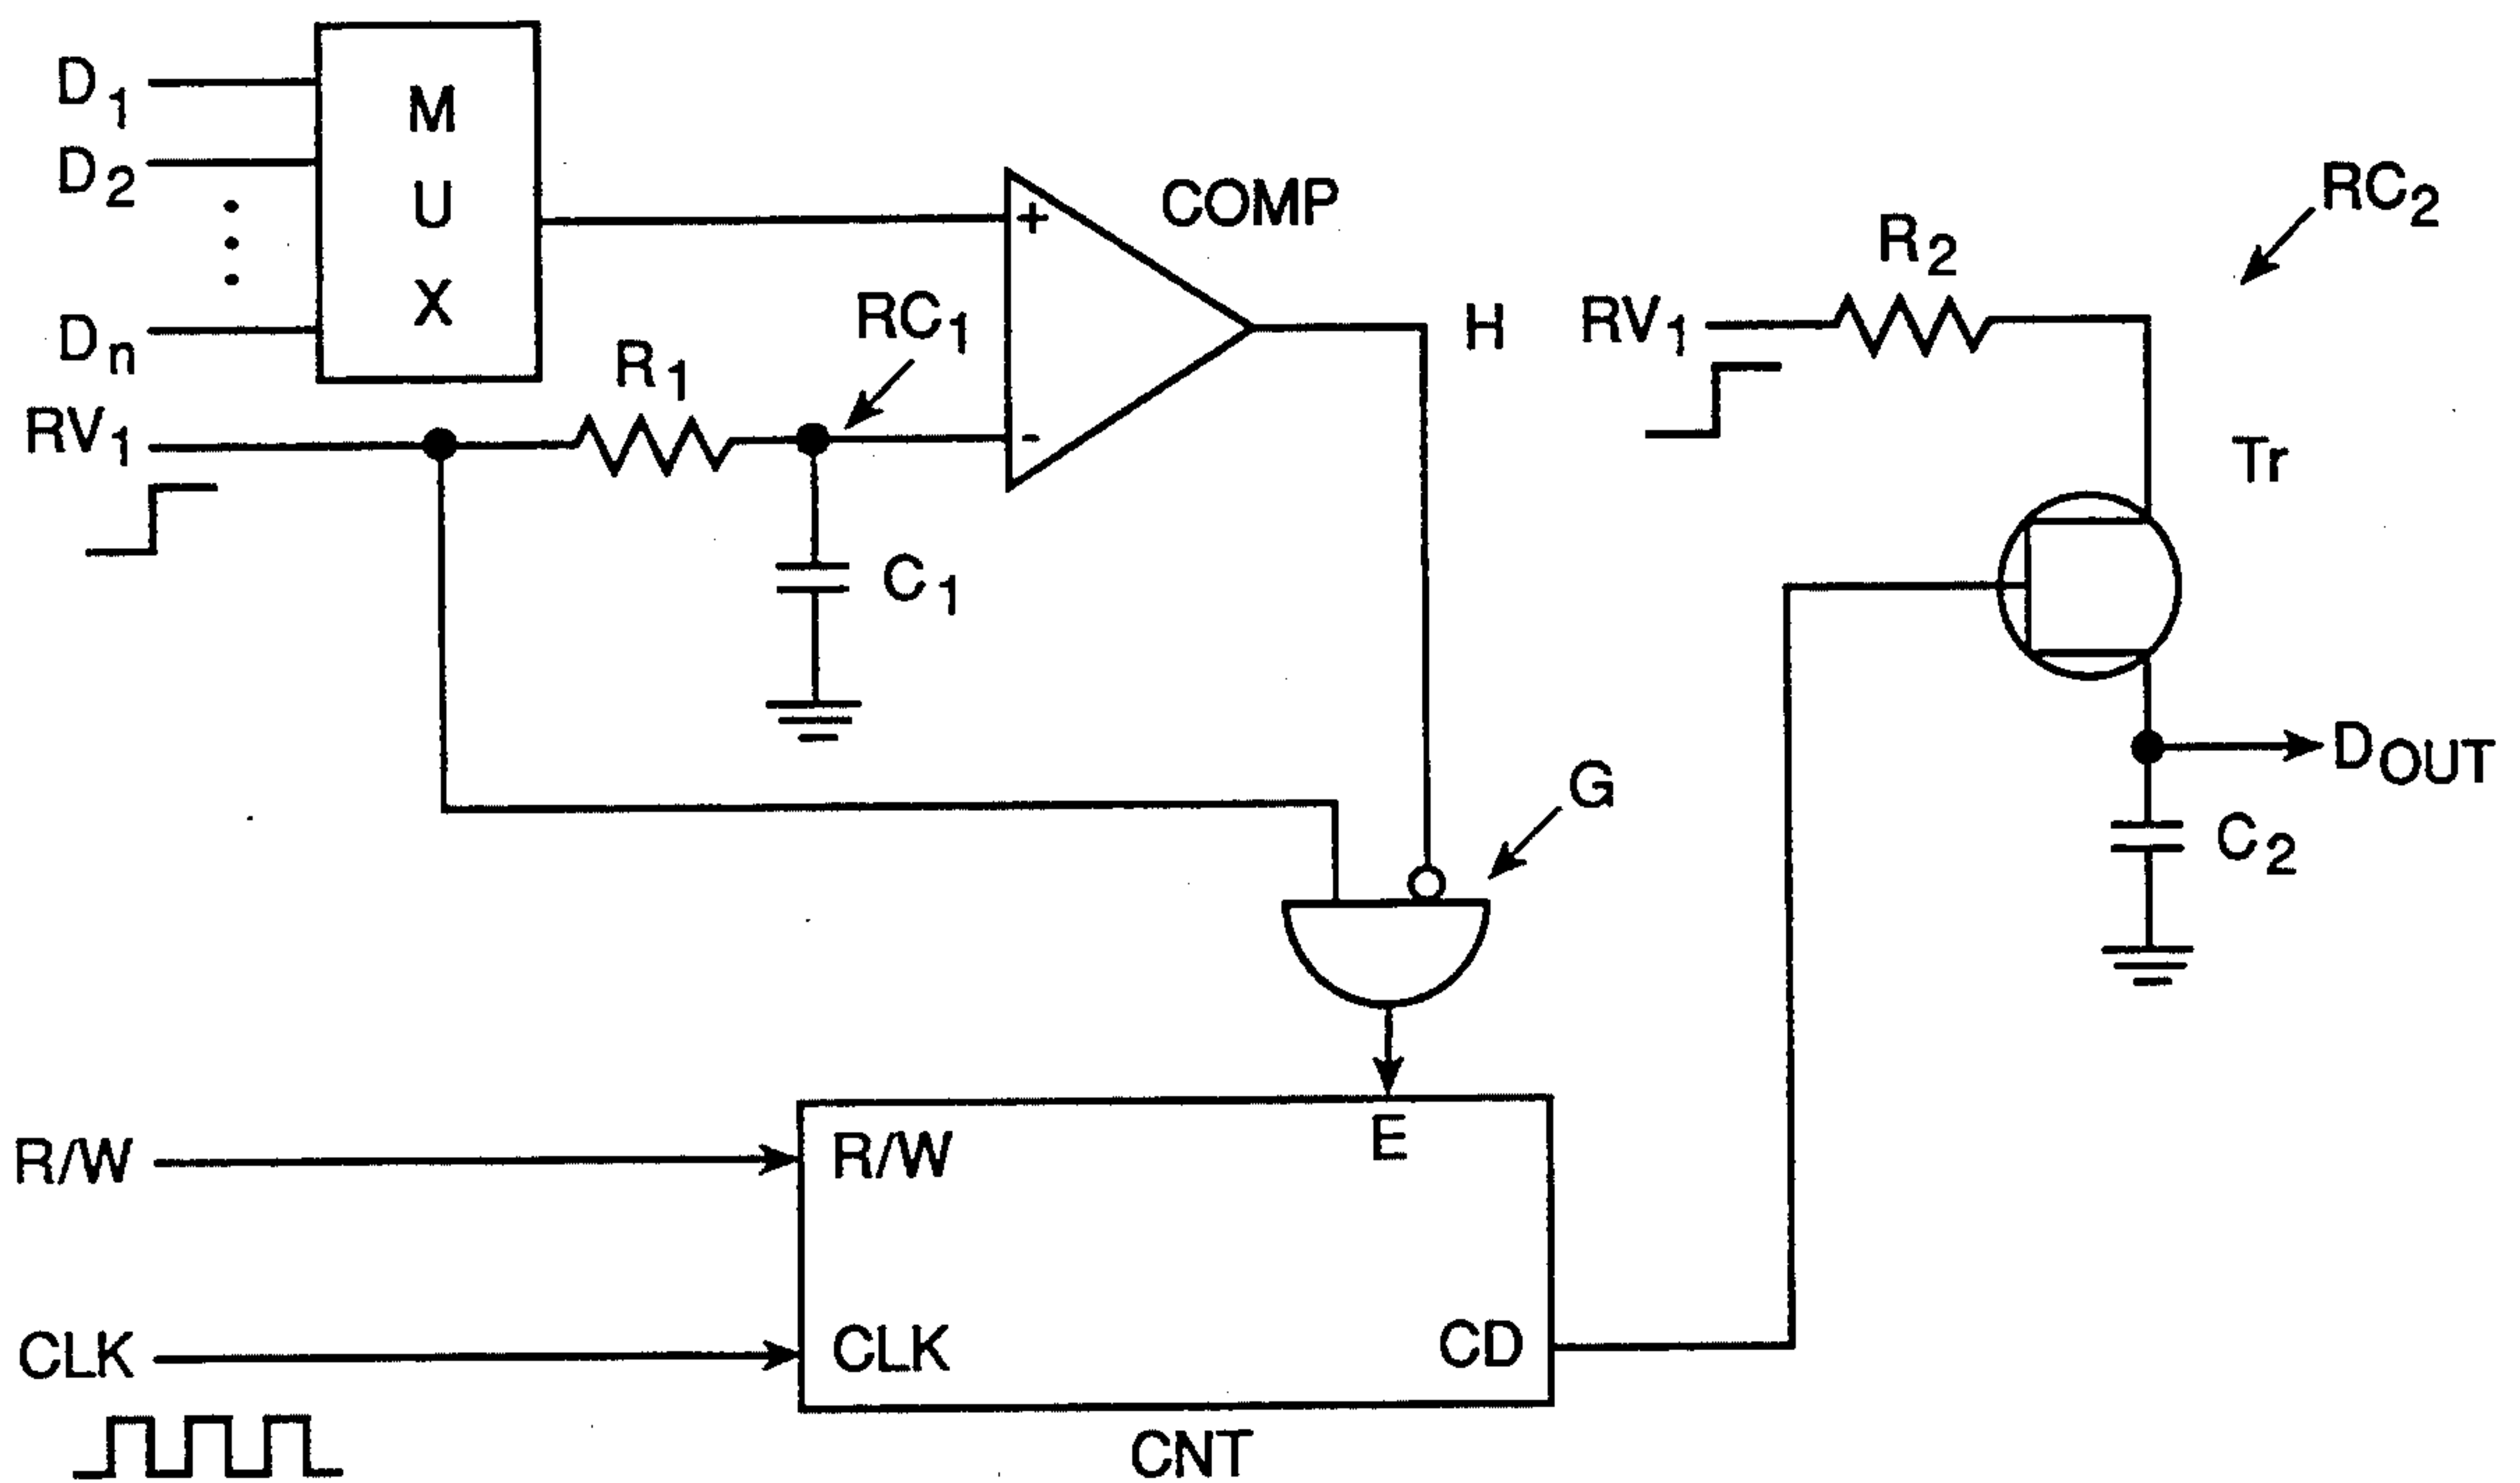 D1
D2
Dn
M
U
X
COMP
+
-
RV1
R1
RC1
C1
H
RV1
R2
RC2
Tr
DOUT
C2
G
R/W
R/W
E
CLK
CLK
CD
CNT